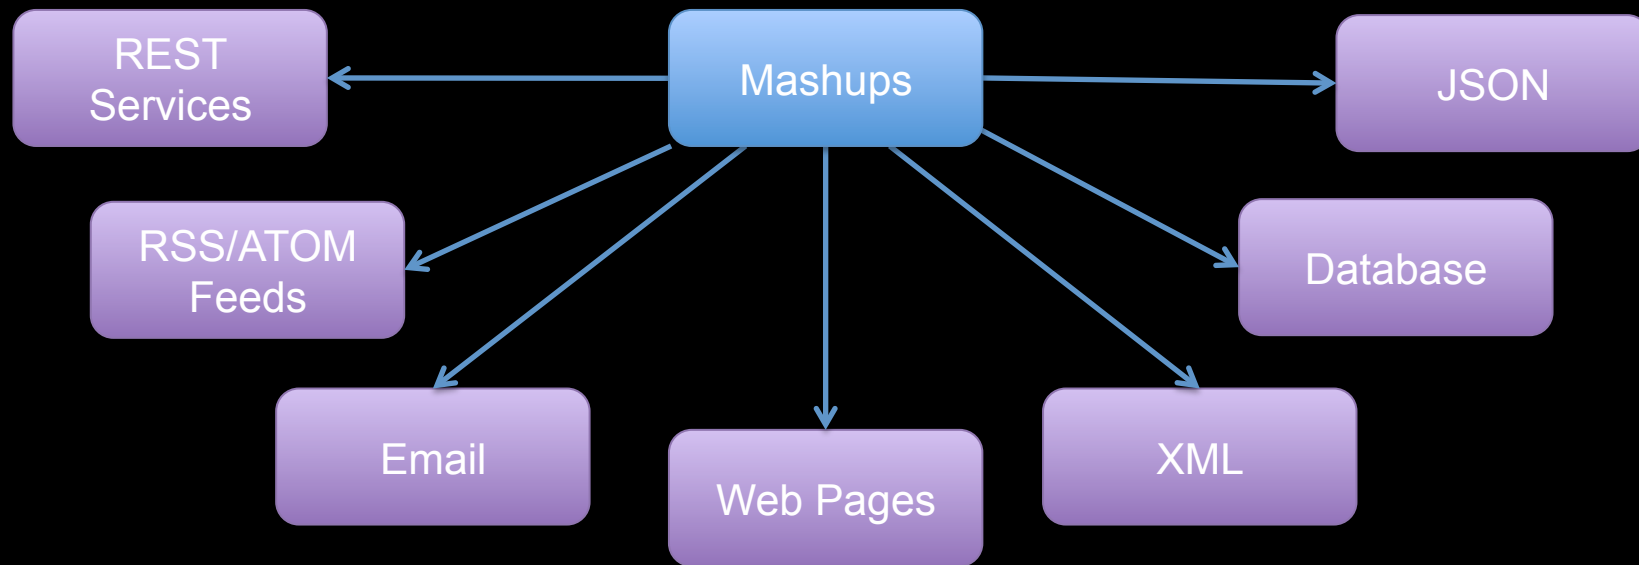 REST
Services
Mashups
JSON
RSS/ATOM
Feeds
Database
Email
Web Pages
XML